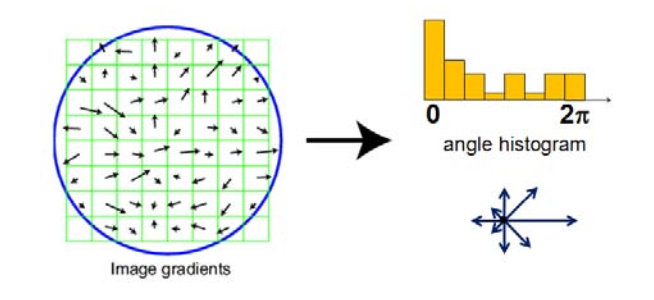 0
2π
angle histogram
Image gradients